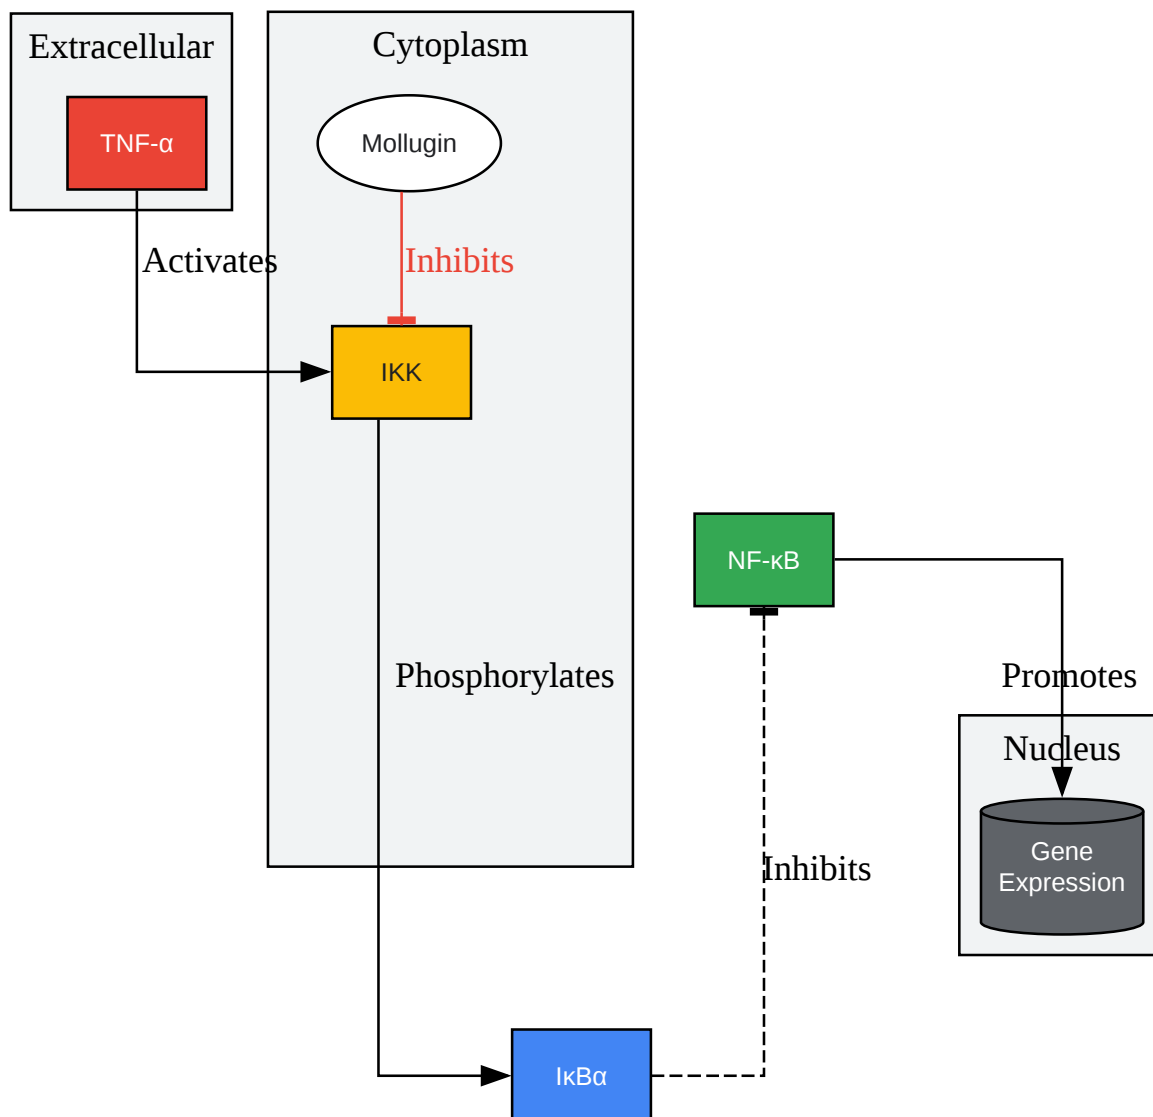 Extracellular
Cytoplasm
TNF-α
Mollugin
Activates
Inhibits
IKK
NF-κB
Phosphorylates
Promotes
Nucleus
Gene
Expression
Inhibits
IκBα